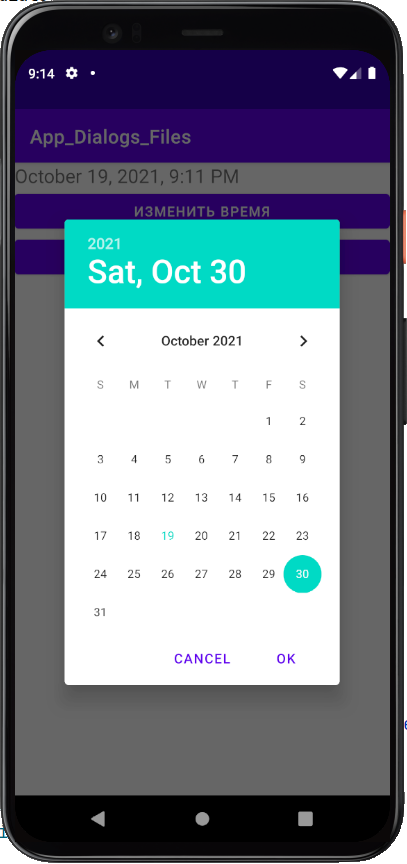 9:14
App_Dialogs_Files
October 19, 2021, 9:11 PM
ИЗМЕНИТЬ ВРЕМЯ
2021
Sat, Oct 30
October 2021
S M T W T F S
1 2
3 4 5 6 7 8 9
10 11 12 13 14 15 16
17 18 19 20 21 22 23
24 25 26 27 28 29 30
31
CANCEL OK